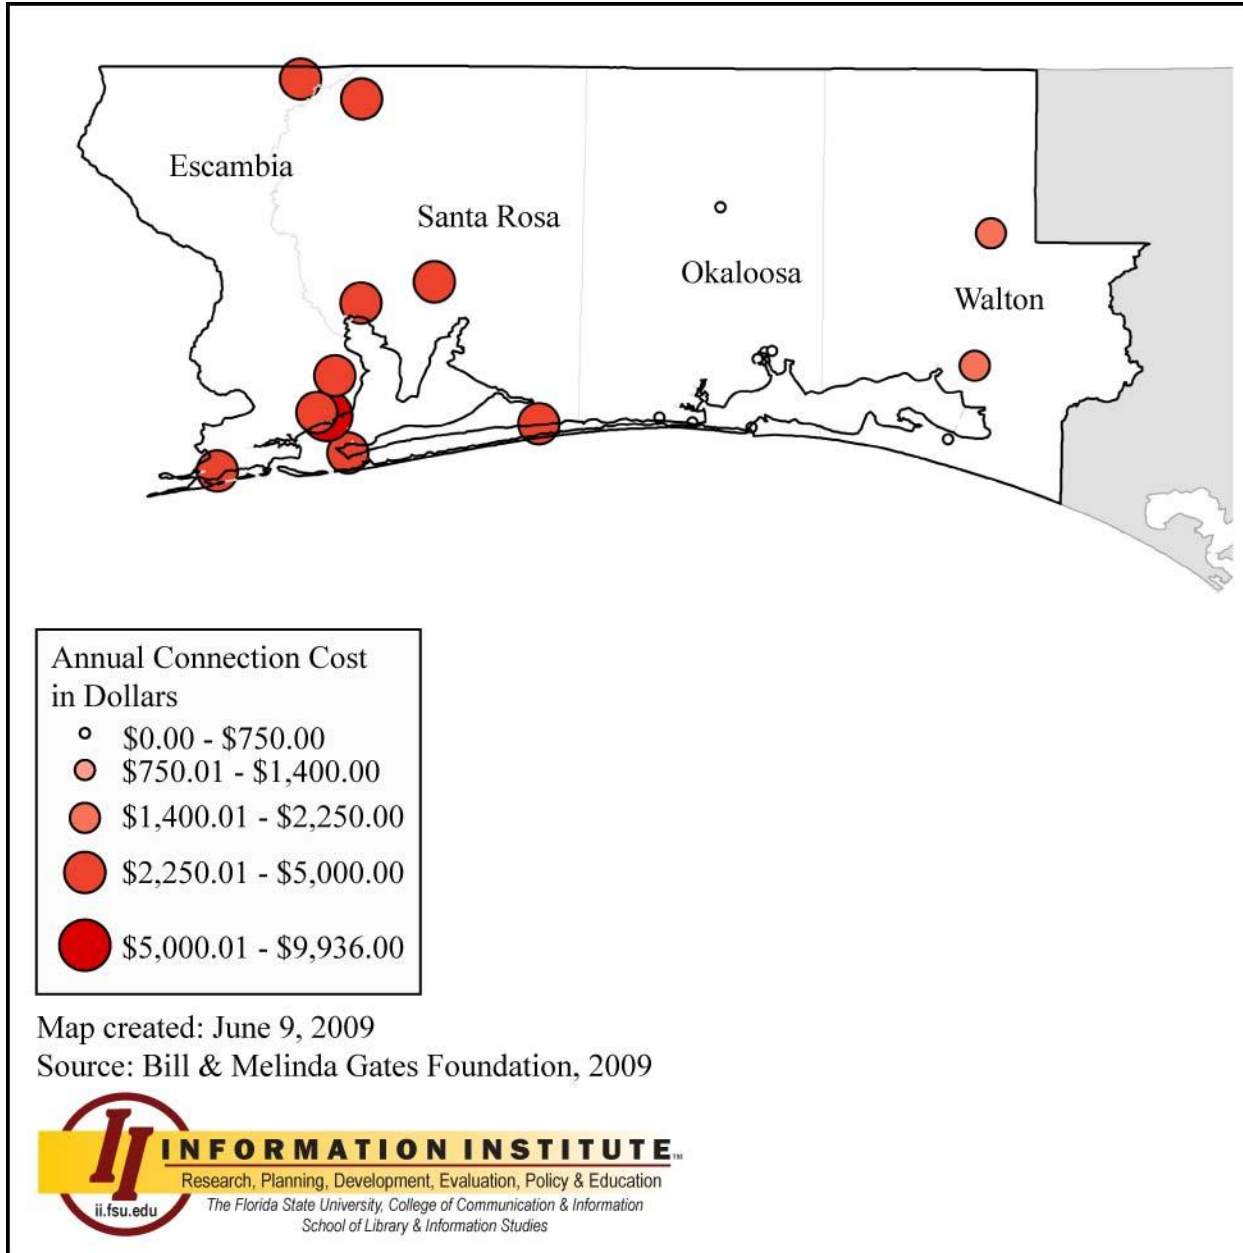 Escambia
Santa Rosa
Okaloosa
Walton
Annual Connection Cost
in Dollars
$0.00 - $750.00
$750.01 - $1,400.00
$1,400.01 - $2,250.00
$2,250.01 - $5,000.00
$5,000.01 - $9,936.00
Map created: June 9, 2009
Source: Bill & Melinda Gates Foundation, 2009
II
ii.fsu.edu
INFORMATION INSTITUTE™
Research, Planning, Development, Evaluation, Policy & Education
The Florida State University, College of Communication & Information
School of Library & Information Studies